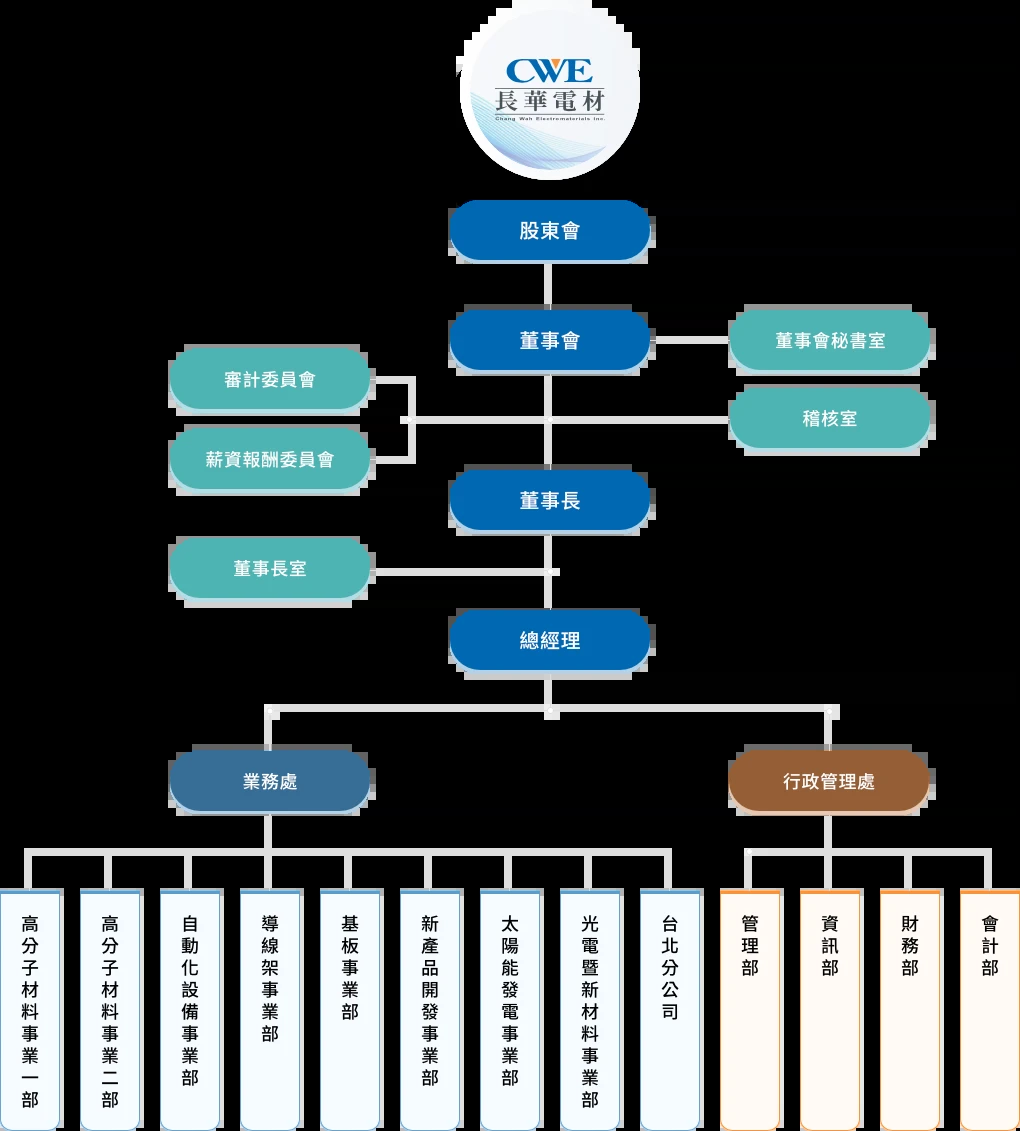 CWE
長華電材
Chang Wah Electromaterials Inc.
股東會
董事會
董事會秘書室
審計委員會
稽核室
薪資報酬委員會
董事長
董事長室
總經理
業務處
行政管理處
高分子材料事業一部
高分子材料事業二部
自動化設備事業部
導線架事業部
基板事業部
新產品開發事業部
太陽能發電事業部
光電暨新材料事業部
台北分公司
管理部
資訊部
財務部
會計部